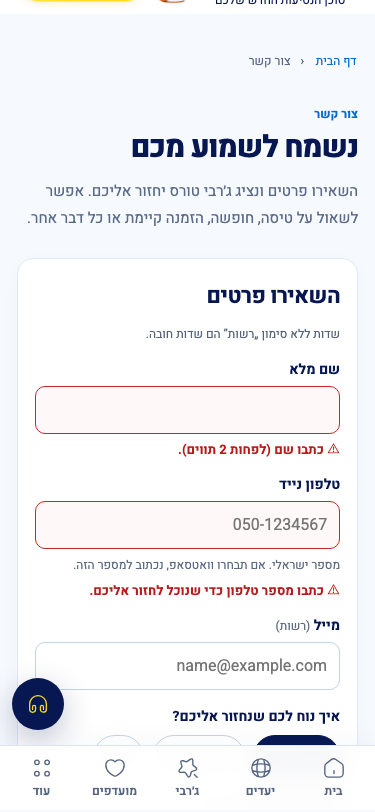 סוכן הנסיעות החדש שלכם
דף הבית › צור קשר
צור קשר
נשמח לשמוע מכם
השאירו פרטים ונציג ג׳רבי טורס יחזור אליכם. אפשר
לשאול על טיסה, חופשה, הזמנה קיימת או כל דבר אחר.
השאירו פרטים
שדות ללא סימון „רשות” הם שדות חובה.
שם מלא
⚠ כתבו שם (לפחות 2 תווים).
טלפון נייד
050-1234567
מספר ישראלי. אם תבחרו וואטסאפ, נכתוב למספר הזה.
⚠ כתבו מספר טלפון כדי שנוכל לחזור אליכם.
מייל (רשות)
name@example.com
איך נוח לכם שנחזור אליכם?
בית
יעדים
ג׳רבי
מועדפים
עוד